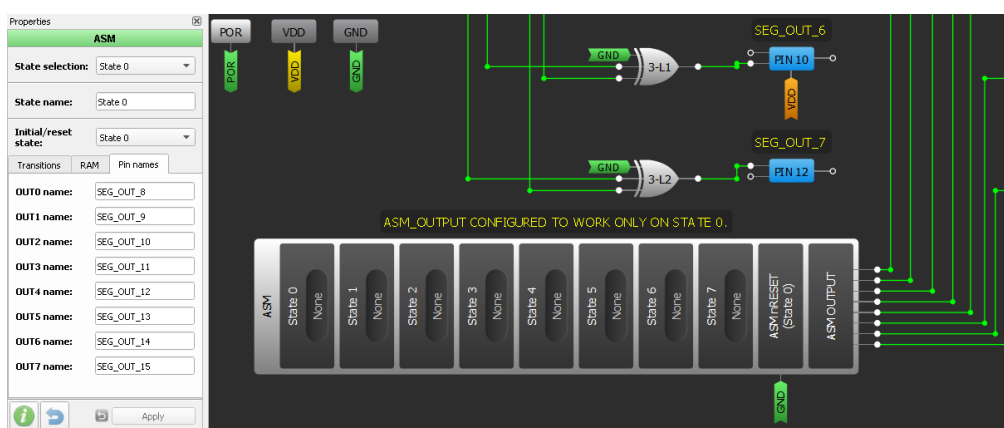 Properties
ASM
State selection: State 0
State name: State 0
Initial/reset state: State 0
Transitions RAM Pin names
OUT0 name: SEG_OUT_8
OUT1 name: SEG_OUT_9
OUT2 name: SEG_OUT_10
OUT3 name: SEG_OUT_11
OUT4 name: SEG_OUT_12
OUT5 name: SEG_OUT_13
OUT6 name: SEG_OUT_14
OUT7 name: SEG_OUT_15
Apply
POR VDD GND
POR VDD GND
SEG_OUT_6
GND 3-L1 PIN 10
VDD
SEG_OUT_7
GND 3-L2 PIN 12
ASM_OUTPUT CONFIGURED TO WORK ONLY ON STATE 0.
ASM
State 0 None
State 1 None
State 2 None
State 3 None
State 4 None
State 5 None
State 6 None
State 7 None
ASM nRESET
(State 0)
ASM OUTPUT
GND